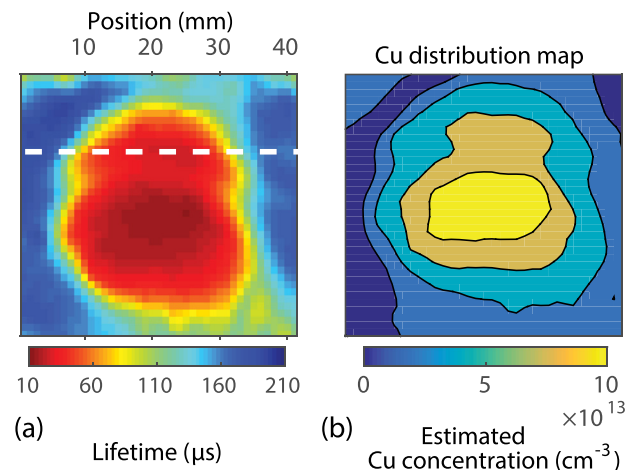 Position (mm)
10 20 30 40
Cu distribution map
10 60 110 160 210
0 5 10
×10¹³
(a)
Lifetime (µs)
(b)
Estimated
Cu concentration (cm⁻³)